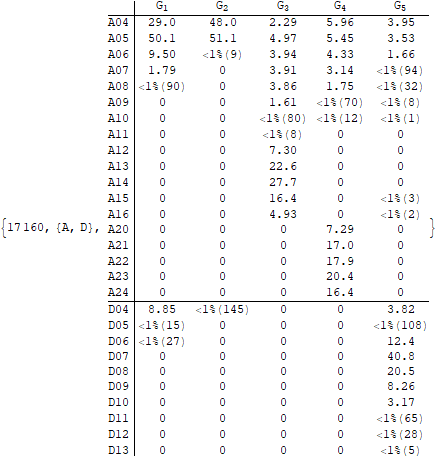 G1 G2 G3 G4 G5
A04 29.0 48.0 2.29 5.96 3.95
A05 50.1 51.1 4.97 5.45 3.53
A06 9.50 <1%(9) 3.94 4.33 1.66
A07 1.79 0 3.91 3.14 <1%(94)
A08 <1%(90) 0 3.86 1.75 <1%(32)
A09 0 0 1.61 <1%(70) <1%(8)
A10 0 0 <1%(80) <1%(12) <1%(1)
A11 0 0 <1%(8) 0 0
A12 0 0 7.30 0 0
A13 0 0 22.6 0 0
A14 0 0 27.7 0 0
A15 0 0 16.4 0 <1%(3)
A16 0 0 4.93 0 <1%(2)
{17160, {A, D}, A20 0 0 0 7.29 0 }
A21 0 0 0 17.0 0
A22 0 0 0 17.9 0
A23 0 0 0 20.4 0
A24 0 0 0 16.4 0
D04 8.85 <1%(145) 0 0 3.82
D05 <1%(15) 0 0 0 <1%(108)
D06 <1%(27) 0 0 0 12.4
D07 0 0 0 0 40.8
D08 0 0 0 0 20.5
D09 0 0 0 0 8.26
D10 0 0 0 0 3.17
D11 0 0 0 0 <1%(65)
D12 0 0 0 0 <1%(28)
D13 0 0 0 0 <1%(5)